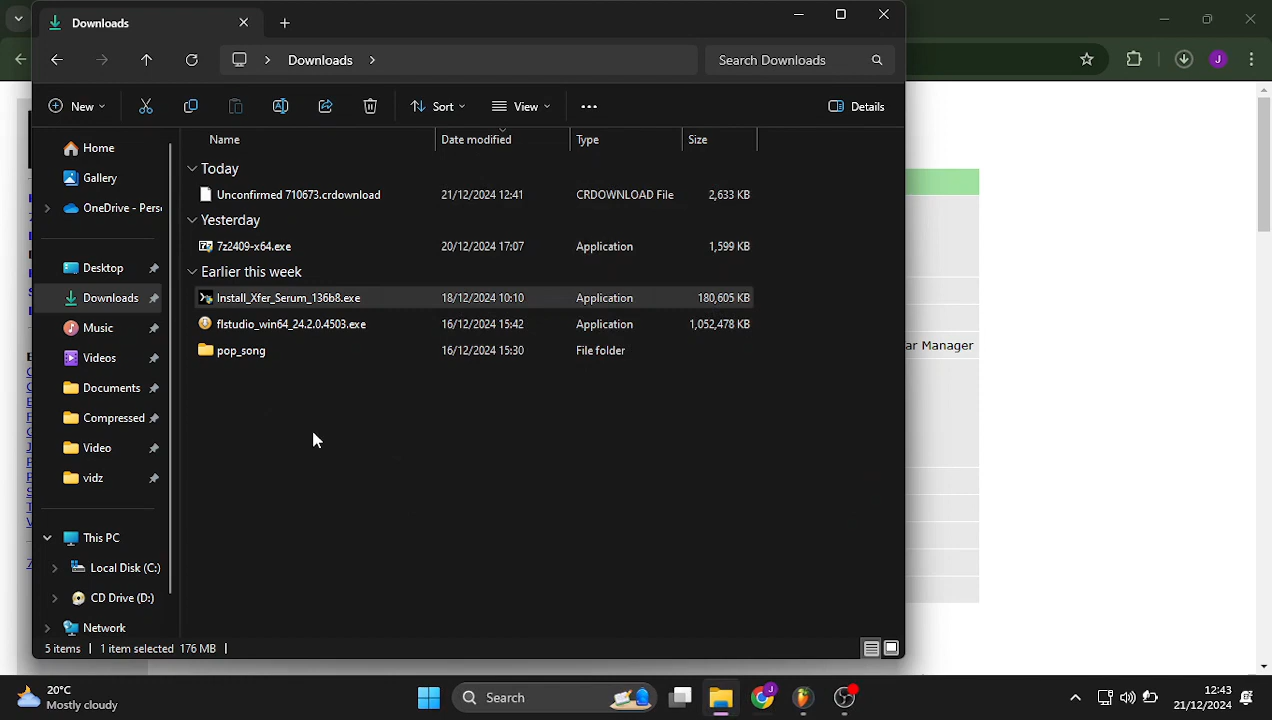 Downloads
Downloads
Search Downloads
New
Sort
View
Details
Home
Gallery
OneDrive - Perso
Desktop
Downloads
Music
Videos
Documents
Compressed
Video
vidz
This PC
Local Disk (C:)
CD Drive (D:)
Network
Name Date modified Type Size
Today
Unconfirmed 710673.crdownload 21/12/2024 12:41 CRDOWNLOAD File 2,633 KB
Yesterday
7z2409-x64.exe 20/12/2024 17:07 Application 1,599 KB
Earlier this week
Install_Xfer_Serum_136b8.exe 18/12/2024 10:10 Application 180,605 KB
flstudio_win64_24.2.0.4503.exe 16/12/2024 15:42 Application 1,052,478 KB
pop_song 16/12/2024 15:30 File folder
5 items 1 item selected 176 MB
ar Manager
J
20°C
Mostly cloudy
Search
J
12:43
21/12/2024